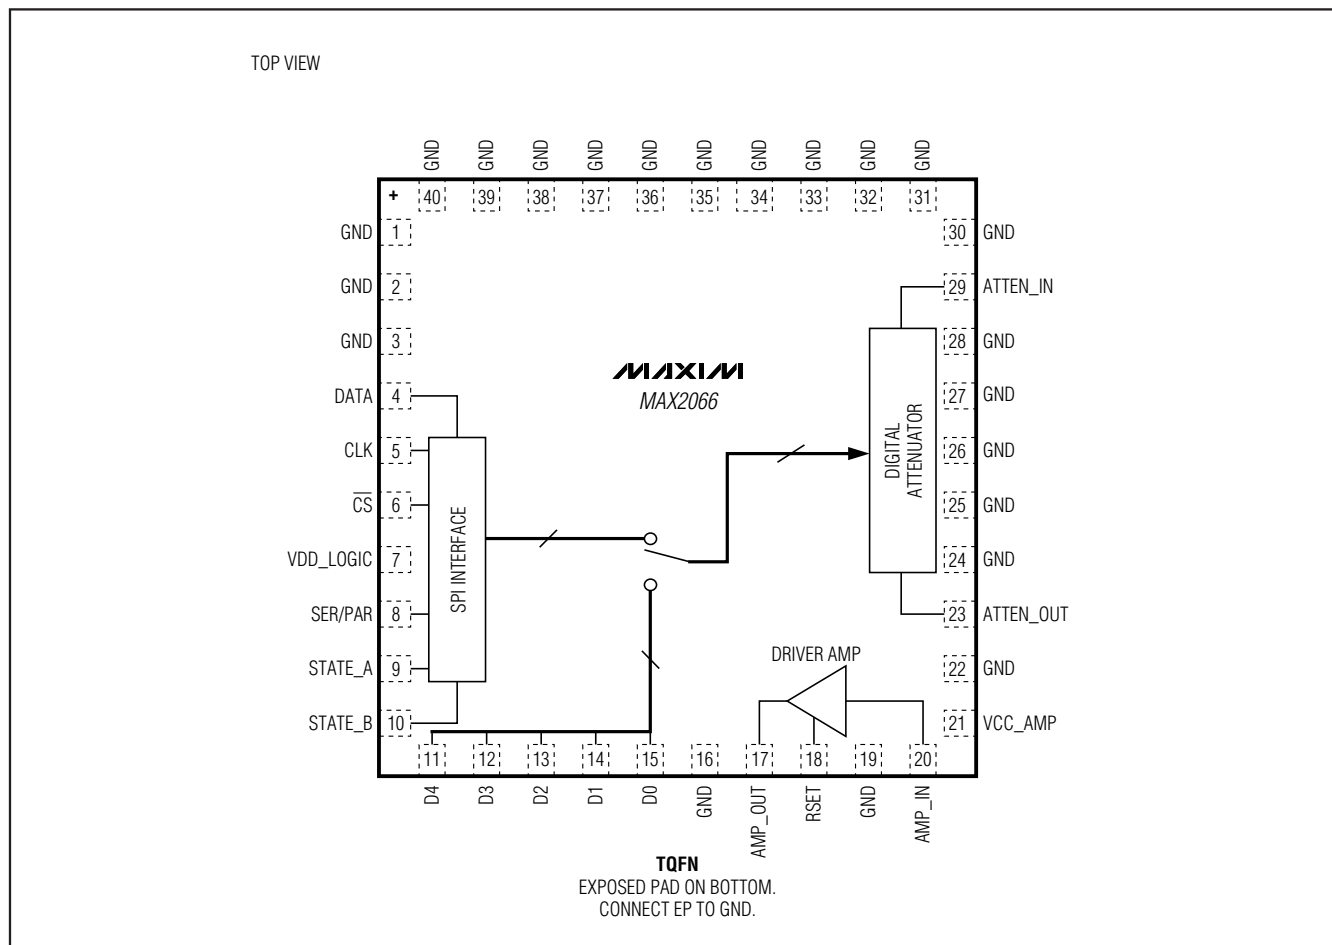 TOP VIEW
GND GND GND GND GND GND GND GND GND GND
+ 40 39 38 37 36 35 34 33 32 31
GND 1
GND 2
GND 3
DATA 4
CLK 5
C̅S̅ 6
VDD_LOGIC 7
SER/PAR 8
STATE_A 9
STATE_B 10
SPI INTERFACE
MAXIM
MAX2066
DIGITAL
ATTENUATOR
DRIVER AMP
30 GND
29 ATTEN_IN
28 GND
27 GND
26 GND
25 GND
24 GND
23 ATTEN_OUT
22 GND
21 VCC_AMP
11 12 13 14 15 16 17 18 19 20
D4 D3 D2 D1 D0 GND AMP_OUT RSET GND AMP_IN
TQFN
EXPOSED PAD ON BOTTOM.
CONNECT EP TO GND.